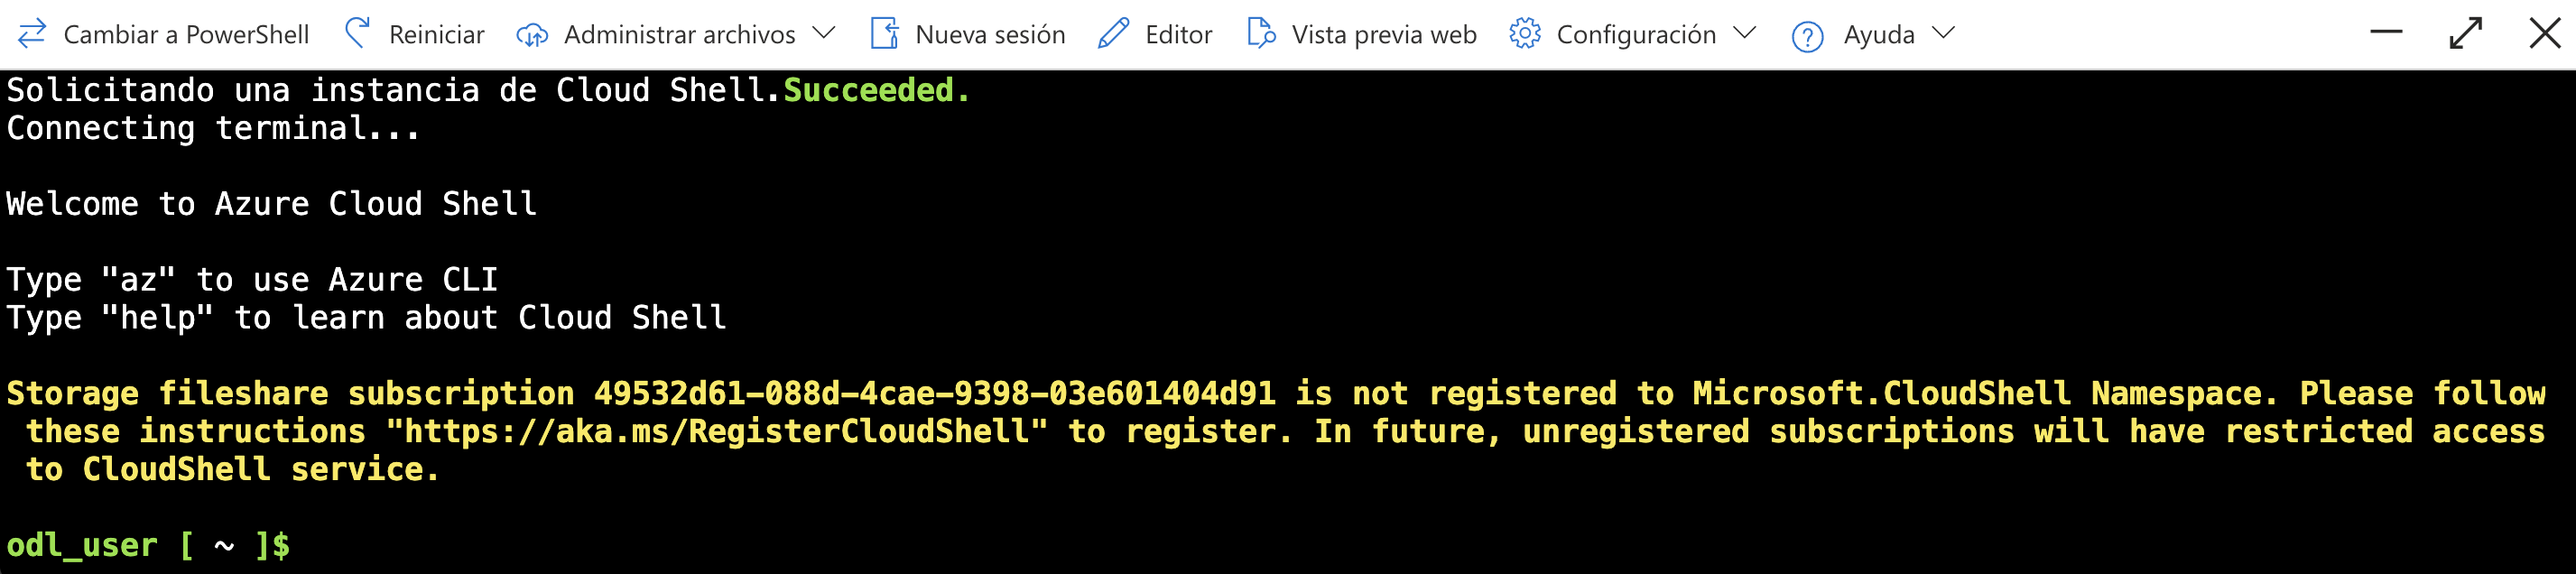 Cambiar a PowerShell Reiniciar Administrar archivos Nueva sesión Editor Vista previa web Configuración Ayuda
Solicitando una instancia de Cloud Shell.Succeeded.
Connecting terminal...
Welcome to Azure Cloud Shell
Type "az" to use Azure CLI
Type "help" to learn about Cloud Shell
Storage fileshare subscription 49532d61-088d-4cae-9398-03e601404d91 is not registered to Microsoft.CloudShell Namespace. Please follow
these instructions "https://aka.ms/RegisterCloudShell" to register. In future, unregistered subscriptions will have restricted access
to CloudShell service.
odl_user [ ~ ]$